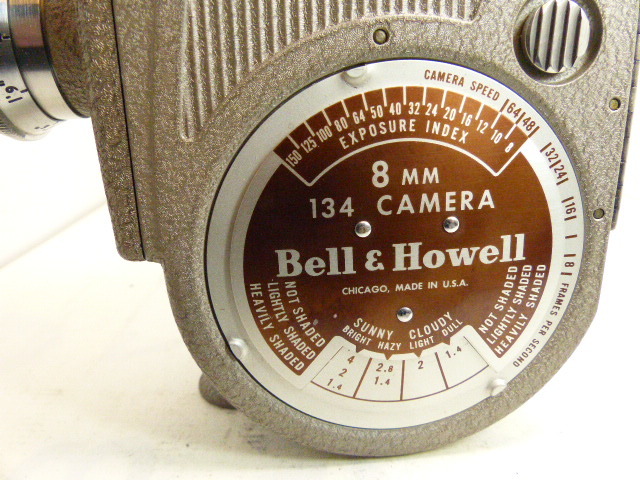 CAMERA SPEED 64 48 32 24 16 8 FRAMES PER SECOND
150 125 100 80 64 50 40 32 24 20 16 12 10 8
EXPOSURE INDEX
8 MM
134 CAMERA
Bell & Howell
CHICAGO, MADE IN U.S.A.
SUNNY CLOUDY
BRIGHT HAZY LIGHT DULL
NOT SHADED
LIGHTLY SHADED
HEAVILY SHADED
4 2.8 2 1.4
2 1.4
1.4
NOT SHADED
LIGHTLY SHADED
HEAVILY SHADED
1.9